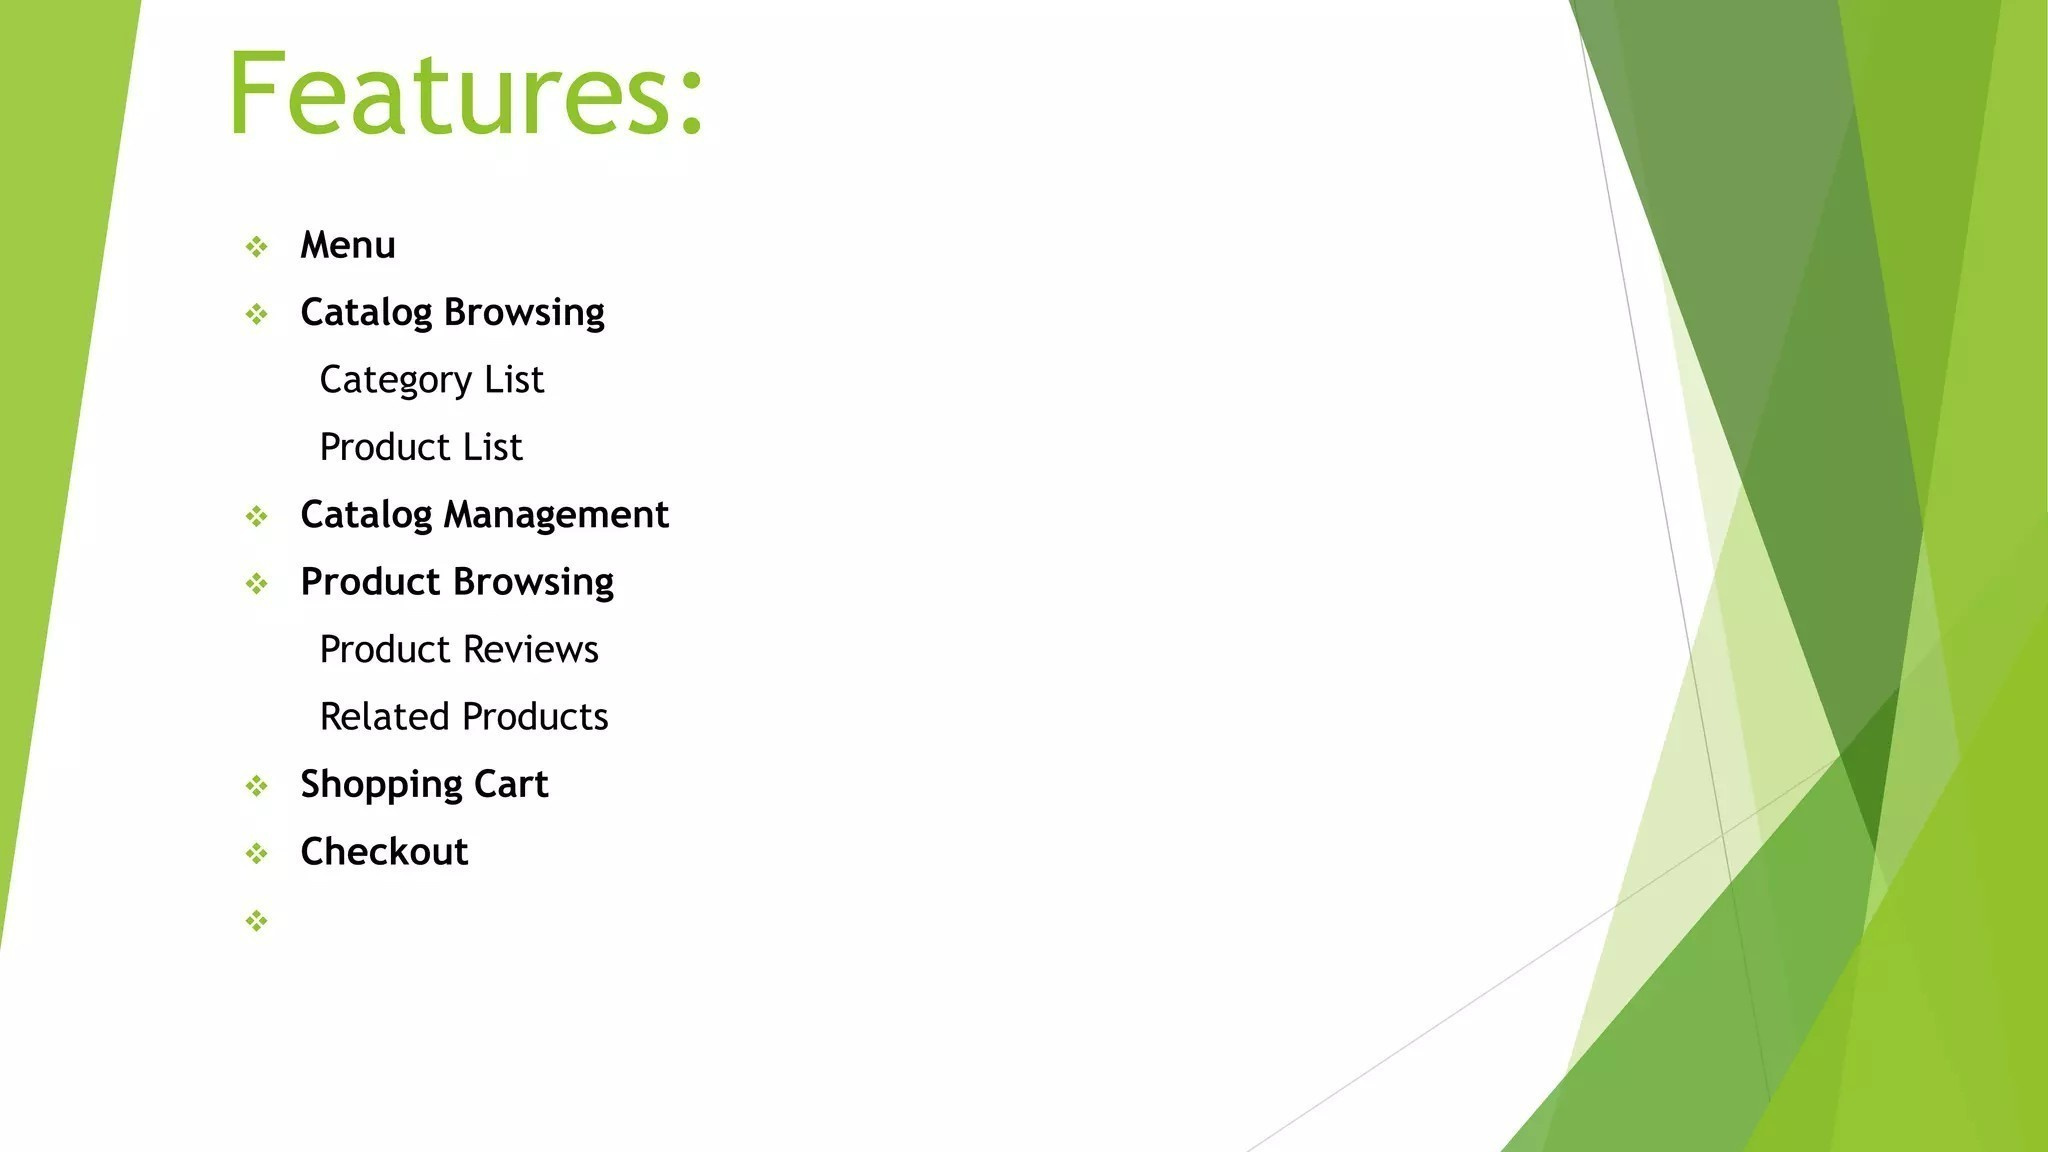 Features:
❖ Menu
❖ Catalog Browsing
Category List
Product List
❖ Catalog Management
❖ Product Browsing
Product Reviews
Related Products
❖ Shopping Cart
❖ Checkout
❖